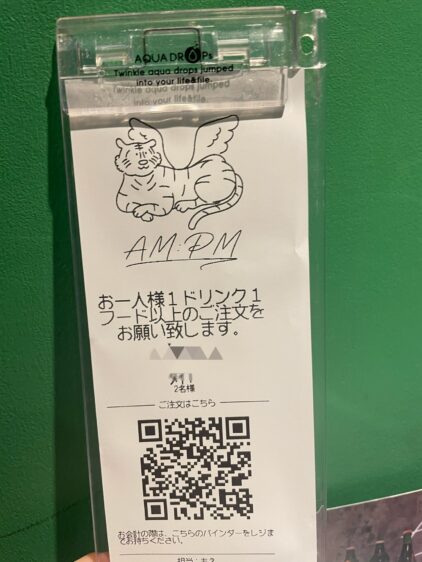 AQUA DROPs
Twinkle aqua drops jumped
into your life&file.
AM:PM
お一人様1ドリンク1
フード以上のご注文を
お願い致します。
2名様
ご注文はこちら
お会計の際は、こちらのバインダーをレジま
でお持ちください。
担当: